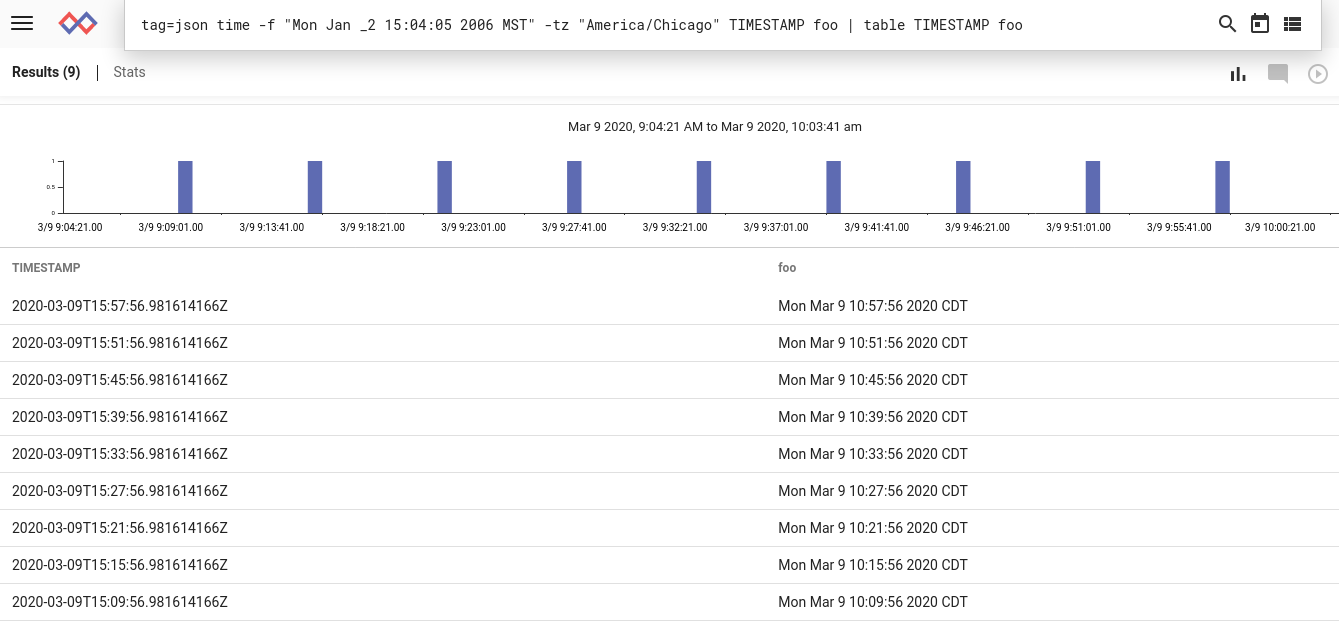 tag=json time -f "Mon Jan _2 15:04:05 2006 MST" -tz "America/Chicago" TIMESTAMP foo | table TIMESTAMP foo
Results (9) | Stats
Mar 9 2020, 9:04:21 AM to Mar 9 2020, 10:03:41 am
1
0.5
0
3/9 9:04:21.00 3/9 9:09:01.00 3/9 9:13:41.00 3/9 9:18:21.00 3/9 9:23:01.00 3/9 9:27:41.00 3/9 9:32:21.00 3/9 9:37:01.00 3/9 9:41:41.00 3/9 9:46:21.00 3/9 9:51:01.00 3/9 9:55:41.00 3/9 10:00:21.00
TIMESTAMP foo
2020-03-09T15:57:56.981614166Z Mon Mar 9 10:57:56 2020 CDT
2020-03-09T15:51:56.981614166Z Mon Mar 9 10:51:56 2020 CDT
2020-03-09T15:45:56.981614166Z Mon Mar 9 10:45:56 2020 CDT
2020-03-09T15:39:56.981614166Z Mon Mar 9 10:39:56 2020 CDT
2020-03-09T15:33:56.981614166Z Mon Mar 9 10:33:56 2020 CDT
2020-03-09T15:27:56.981614166Z Mon Mar 9 10:27:56 2020 CDT
2020-03-09T15:21:56.981614166Z Mon Mar 9 10:21:56 2020 CDT
2020-03-09T15:15:56.981614166Z Mon Mar 9 10:15:56 2020 CDT
2020-03-09T15:09:56.981614166Z Mon Mar 9 10:09:56 2020 CDT